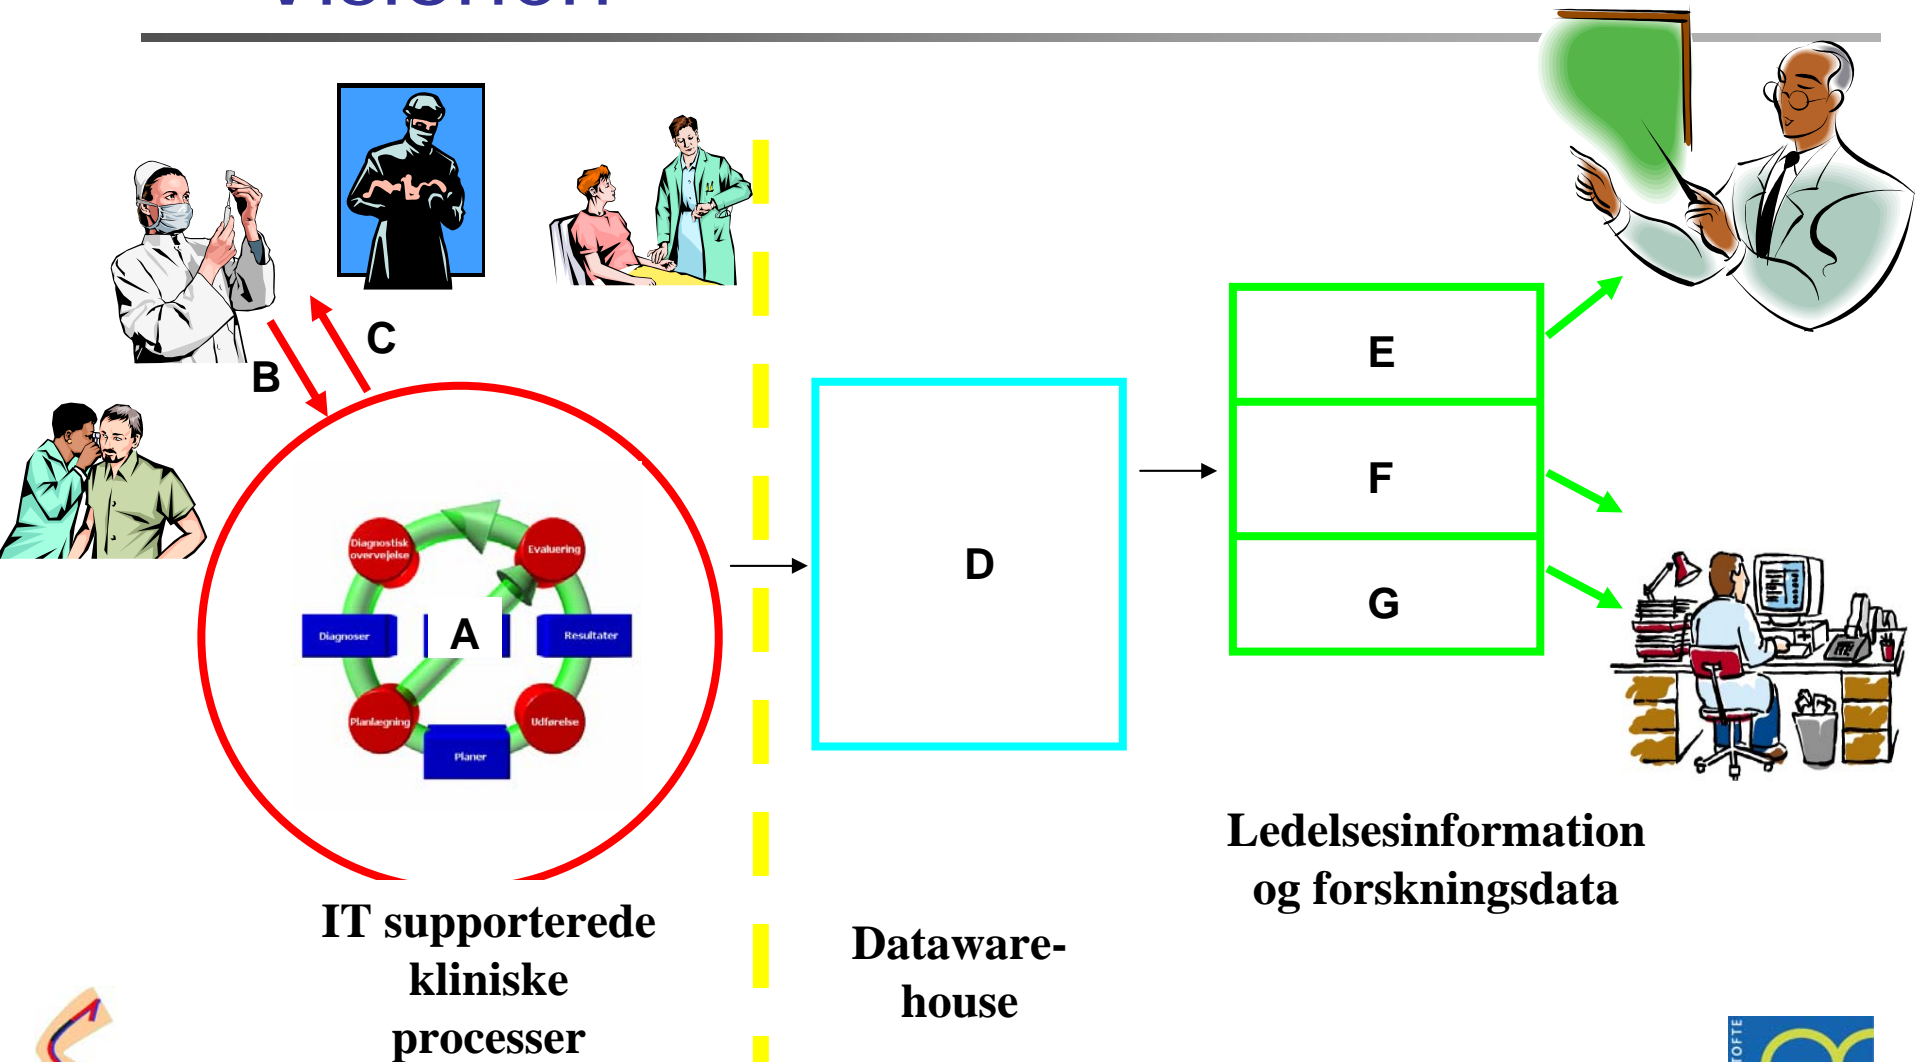 C
B
E
F
D
G
A
Diagnostisk
overvejelse
Evaluering
Diagnoser
Resultater
Planlægning
Udførelse
Planer
Ledelsesinformation
og forskningsdata
IT supporterede
kliniske
processer
Dataware-
house